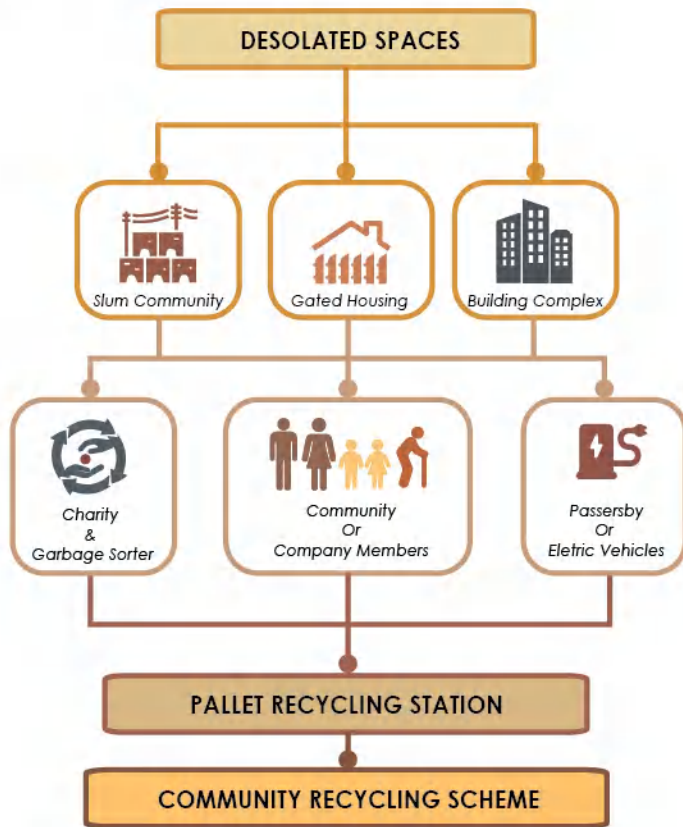 DESOLATED SPACES
Slum Community
Gated Housing
Building Complex
Charity
&
Garbage Sorter
Community
Or
Company Members
Passersby
Or
Eletric Vehicles
PALLET RECYCLING STATION
COMMUNITY RECYCLING SCHEME